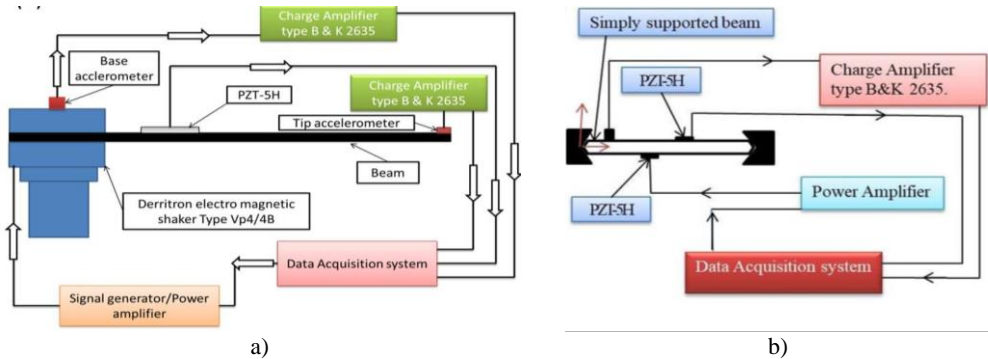 Charge Amplifier
type B & K 2635
Base
acclerometer
PZT-5H
Charge Amplifier
type B & K 2635
Tip accelerometer
Beam
Derritron electro magnetic
shaker Type Vp4/4B
Data Acquisition system
Signal generator/Power
amplifier
a)
Simply supported beam
PZT-5H
Charge Amplifier
type B&K 2635.
PZT-5H
Power Amplifier
Data Acquisition system
b)